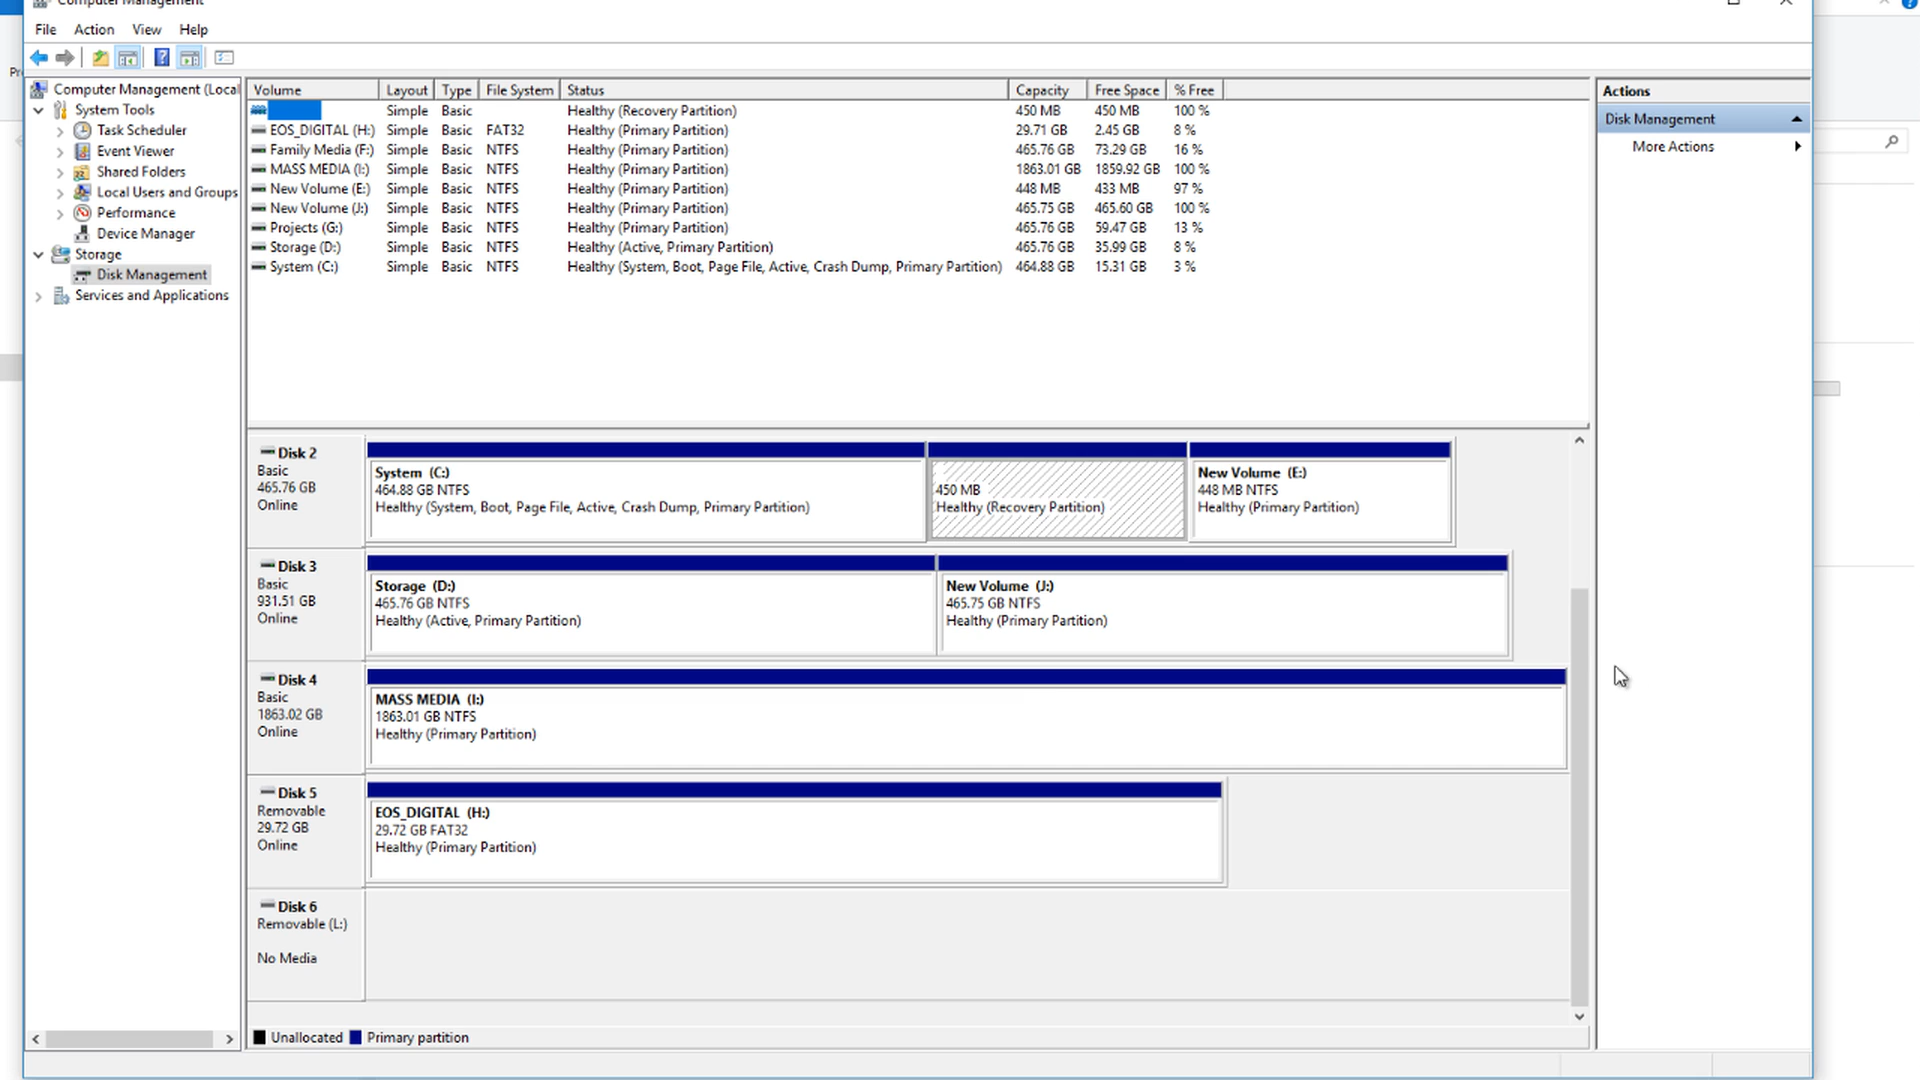 Computer Management
File Action View Help
Computer Management (Local
System Tools
Task Scheduler
Event Viewer
Shared Folders
Local Users and Groups
Performance
Device Manager
Storage
Disk Management
Services and Applications
Volume Layout Type File System Status Capacity Free Space % Free
Simple Basic Healthy (Recovery Partition) 450 MB 450 MB 100 %
EOS_DIGITAL (H:) Simple Basic FAT32 Healthy (Primary Partition) 29.71 GB 2.45 GB 8 %
Family Media (F:) Simple Basic NTFS Healthy (Primary Partition) 465.76 GB 73.29 GB 16 %
MASS MEDIA (I:) Simple Basic NTFS Healthy (Primary Partition) 1863.01 GB 1859.92 GB 100 %
New Volume (E:) Simple Basic NTFS Healthy (Primary Partition) 448 MB 433 MB 97 %
New Volume (J:) Simple Basic NTFS Healthy (Primary Partition) 465.75 GB 465.60 GB 100 %
Projects (G:) Simple Basic NTFS Healthy (Primary Partition) 465.76 GB 59.47 GB 13 %
Storage (D:) Simple Basic NTFS Healthy (Active, Primary Partition) 465.76 GB 35.99 GB 8 %
System (C:) Simple Basic NTFS Healthy (System, Boot, Page File, Active, Crash Dump, Primary Partition) 464.88 GB 15.31 GB 3 %
Disk 2
Basic
465.76 GB
Online
System (C:)
464.88 GB NTFS
Healthy (System, Boot, Page File, Active, Crash Dump, Primary Partition)
450 MB
Healthy (Recovery Partition)
New Volume (E:)
448 MB NTFS
Healthy (Primary Partition)
Disk 3
Basic
931.51 GB
Online
Storage (D:)
465.76 GB NTFS
Healthy (Active, Primary Partition)
New Volume (J:)
465.75 GB NTFS
Healthy (Primary Partition)
Disk 4
Basic
1863.02 GB
Online
MASS MEDIA (I:)
1863.01 GB NTFS
Healthy (Primary Partition)
Disk 5
Removable
29.72 GB
Online
EOS_DIGITAL (H:)
29.72 GB FAT32
Healthy (Primary Partition)
Disk 6
Removable (L:)
No Media
Unallocated Primary partition
Actions
Disk Management
More Actions